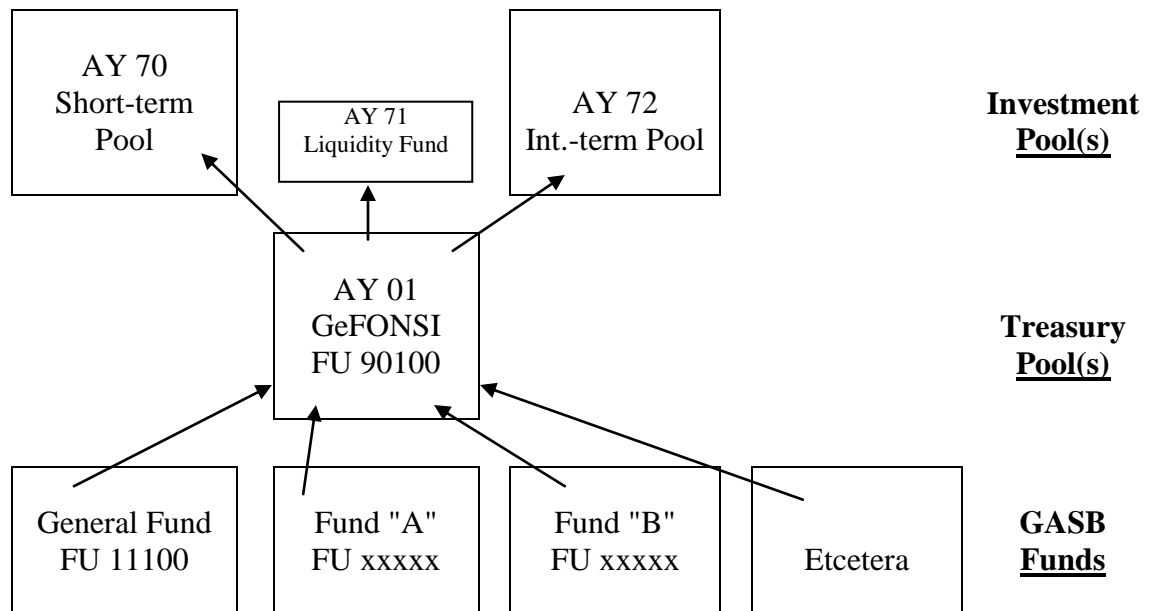 AY 70
Short-term
Pool
AY 71
Liquidity Fund
AY 72
Int.-term Pool
Investment
Pool(s)
AY 01
GeFONSI
FU 90100
Treasury
Pool(s)
General Fund
FU 11100
Fund "A"
FU xxxxx
Fund "B"
FU xxxxx
Etcetera
GASB
Funds